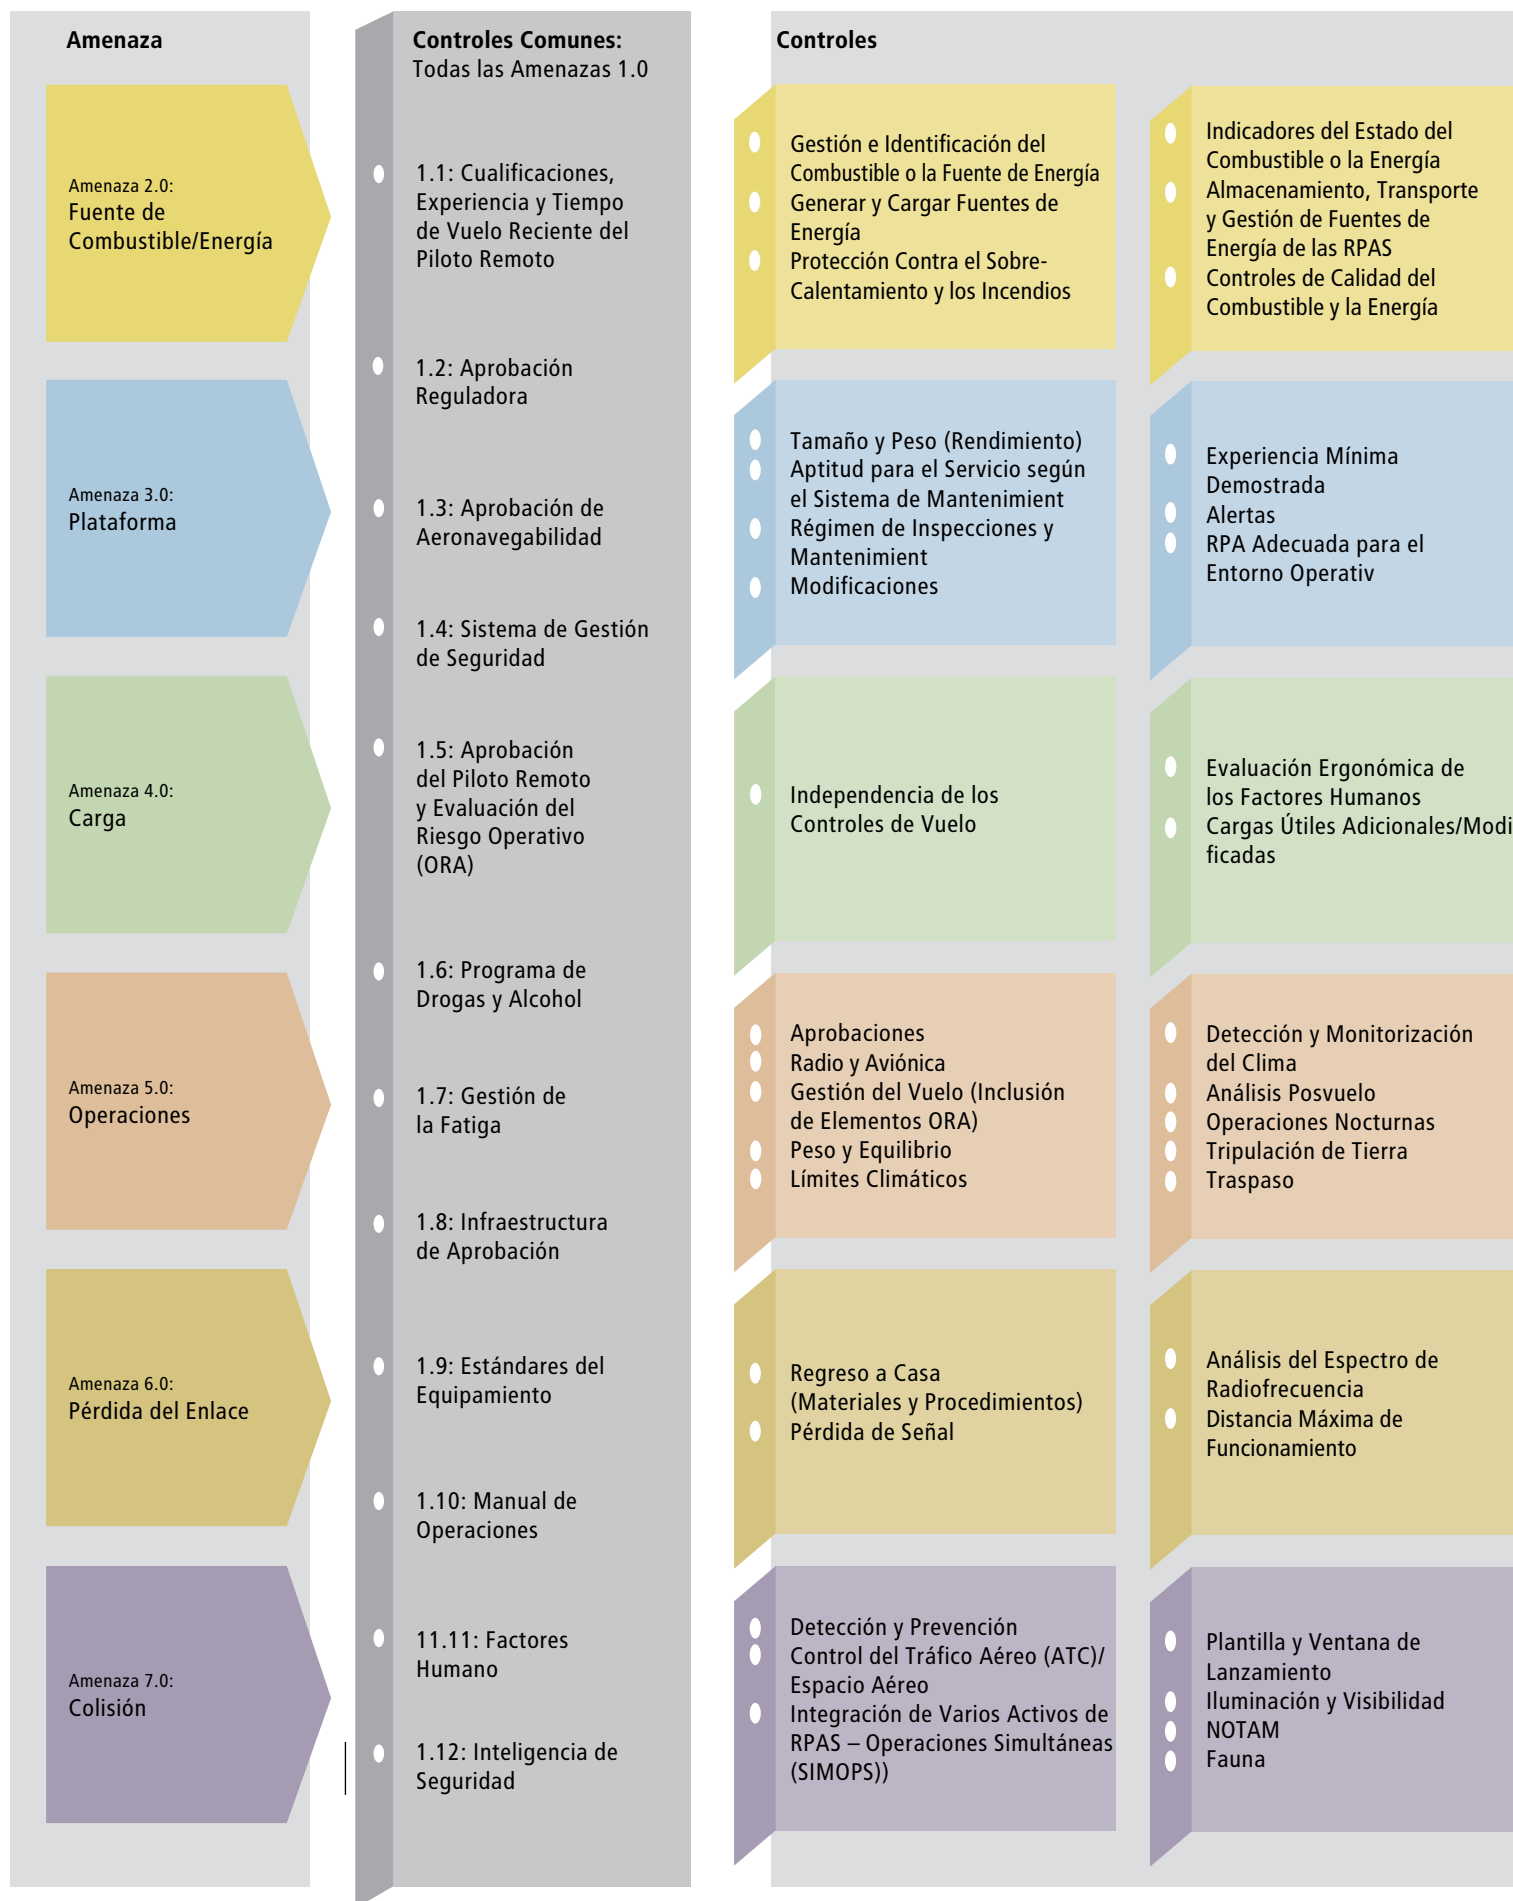 Amenaza
Amenaza 2.0:
Fuente de
Combustible/Energía
Amenaza 3.0:
Plataforma
Amenaza 4.0:
Carga
Amenaza 5.0:
Operaciones
Amenaza 6.0:
Pérdida del Enlace
Amenaza 7.0:
Colisión
Controles Comunes:
Todas las Amenazas 1.0
1.1: Cualificaciones,
Experiencia y Tiempo
de Vuelo Reciente del
Piloto Remoto
1.2: Aprobación
Reguladora
1.3: Aprobación de
Aeronavegabilidad
1.4: Sistema de Gestión
de Seguridad
1.5: Aprobación
del Piloto Remoto
y Evaluación del
Riesgo Operativo
(ORA)
1.6: Programa de
Drogas y Alcohol
1.7: Gestión de
la Fatiga
1.8: Infraestructura
de Aprobación
1.9: Estándares del
Equipamiento
1.10: Manual de
Operaciones
11.11: Factores
Humano
1.12: Inteligencia de
Seguridad
Controles
Gestión e Identificación del
Combustible o la Fuente de Energía
Generar y Cargar Fuentes de
Energía
Protección Contra el Sobre-
Calentamiento y los Incendios
Indicadores del Estado del
Combustible o la Energía
Almacenamiento, Transporte
y Gestión de Fuentes de
Energía de las RPAS
Controles de Calidad del
Combustible y la Energía
Tamaño y Peso (Rendimiento)
Aptitud para el Servicio según
el Sistema de Mantenimient
Régimen de Inspecciones y
Mantenimient
Modificaciones
Experiencia Mínima
Demostrada
Alertas
RPA Adecuada para el
Entorno Operativ
Independencia de los
Controles de Vuelo
Evaluación Ergonómica de
los Factores Humanos
Cargas Útiles Adicionales/Modi
ficadas
Aprobaciones
Radio y Aviónica
Gestión del Vuelo (Inclusión
de Elementos ORA)
Peso y Equilibrio
Límites Climáticos
Detección y Monitorización
del Clima
Análisis Posvuelo
Operaciones Nocturnas
Tripulación de Tierra
Traspaso
Regreso a Casa
(Materiales y Procedimientos)
Pérdida de Señal
Análisis del Espectro de
Radiofrecuencia
Distancia Máxima de
Funcionamiento
Detección y Prevención
Control del Tráfico Aéreo (ATC)/
Espacio Aéreo
Integración de Varios Activos de
RPAS – Operaciones Simultáneas
(SIMOPS))
Plantilla y Ventana de
Lanzamiento
Iluminación y Visibilidad
NOTAM
Fauna